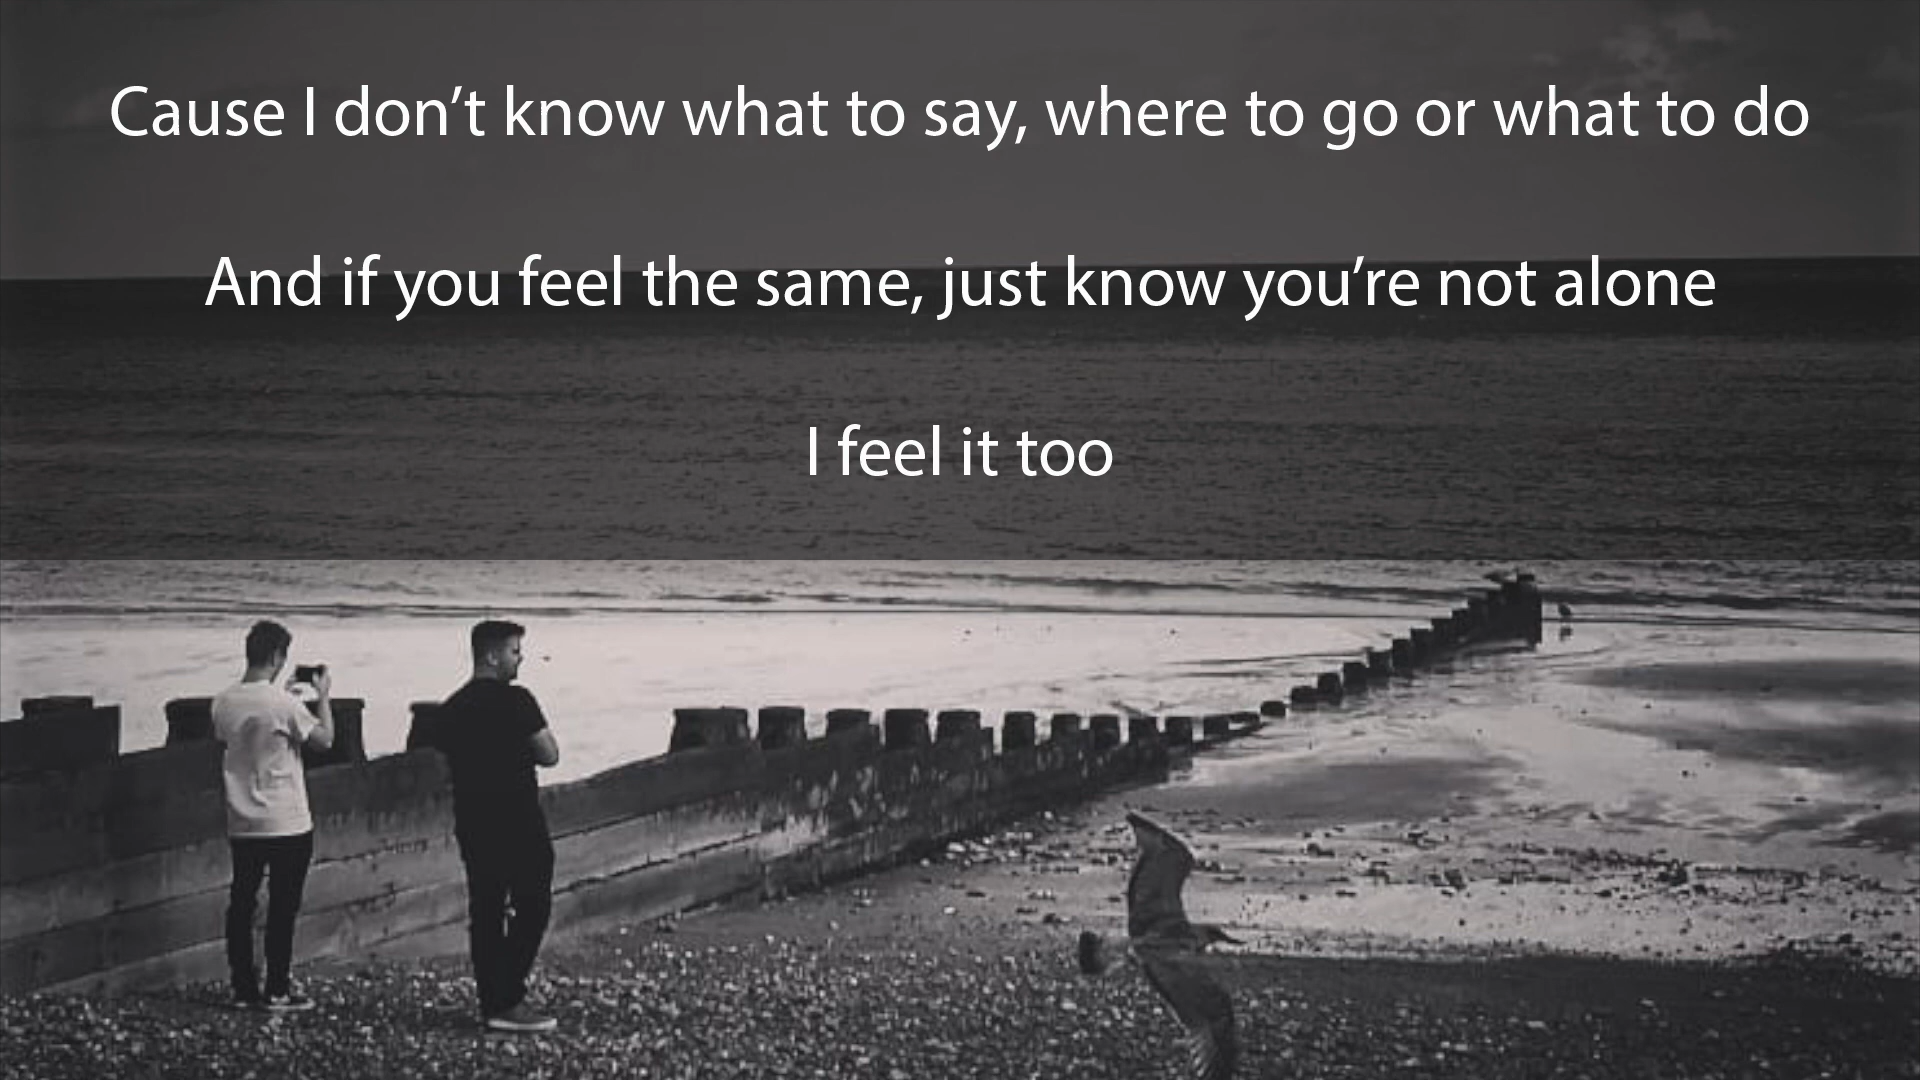 Cause I don’t know what to say, where to go or what to do
And if you feel the same, just know you’re not alone
I feel it too